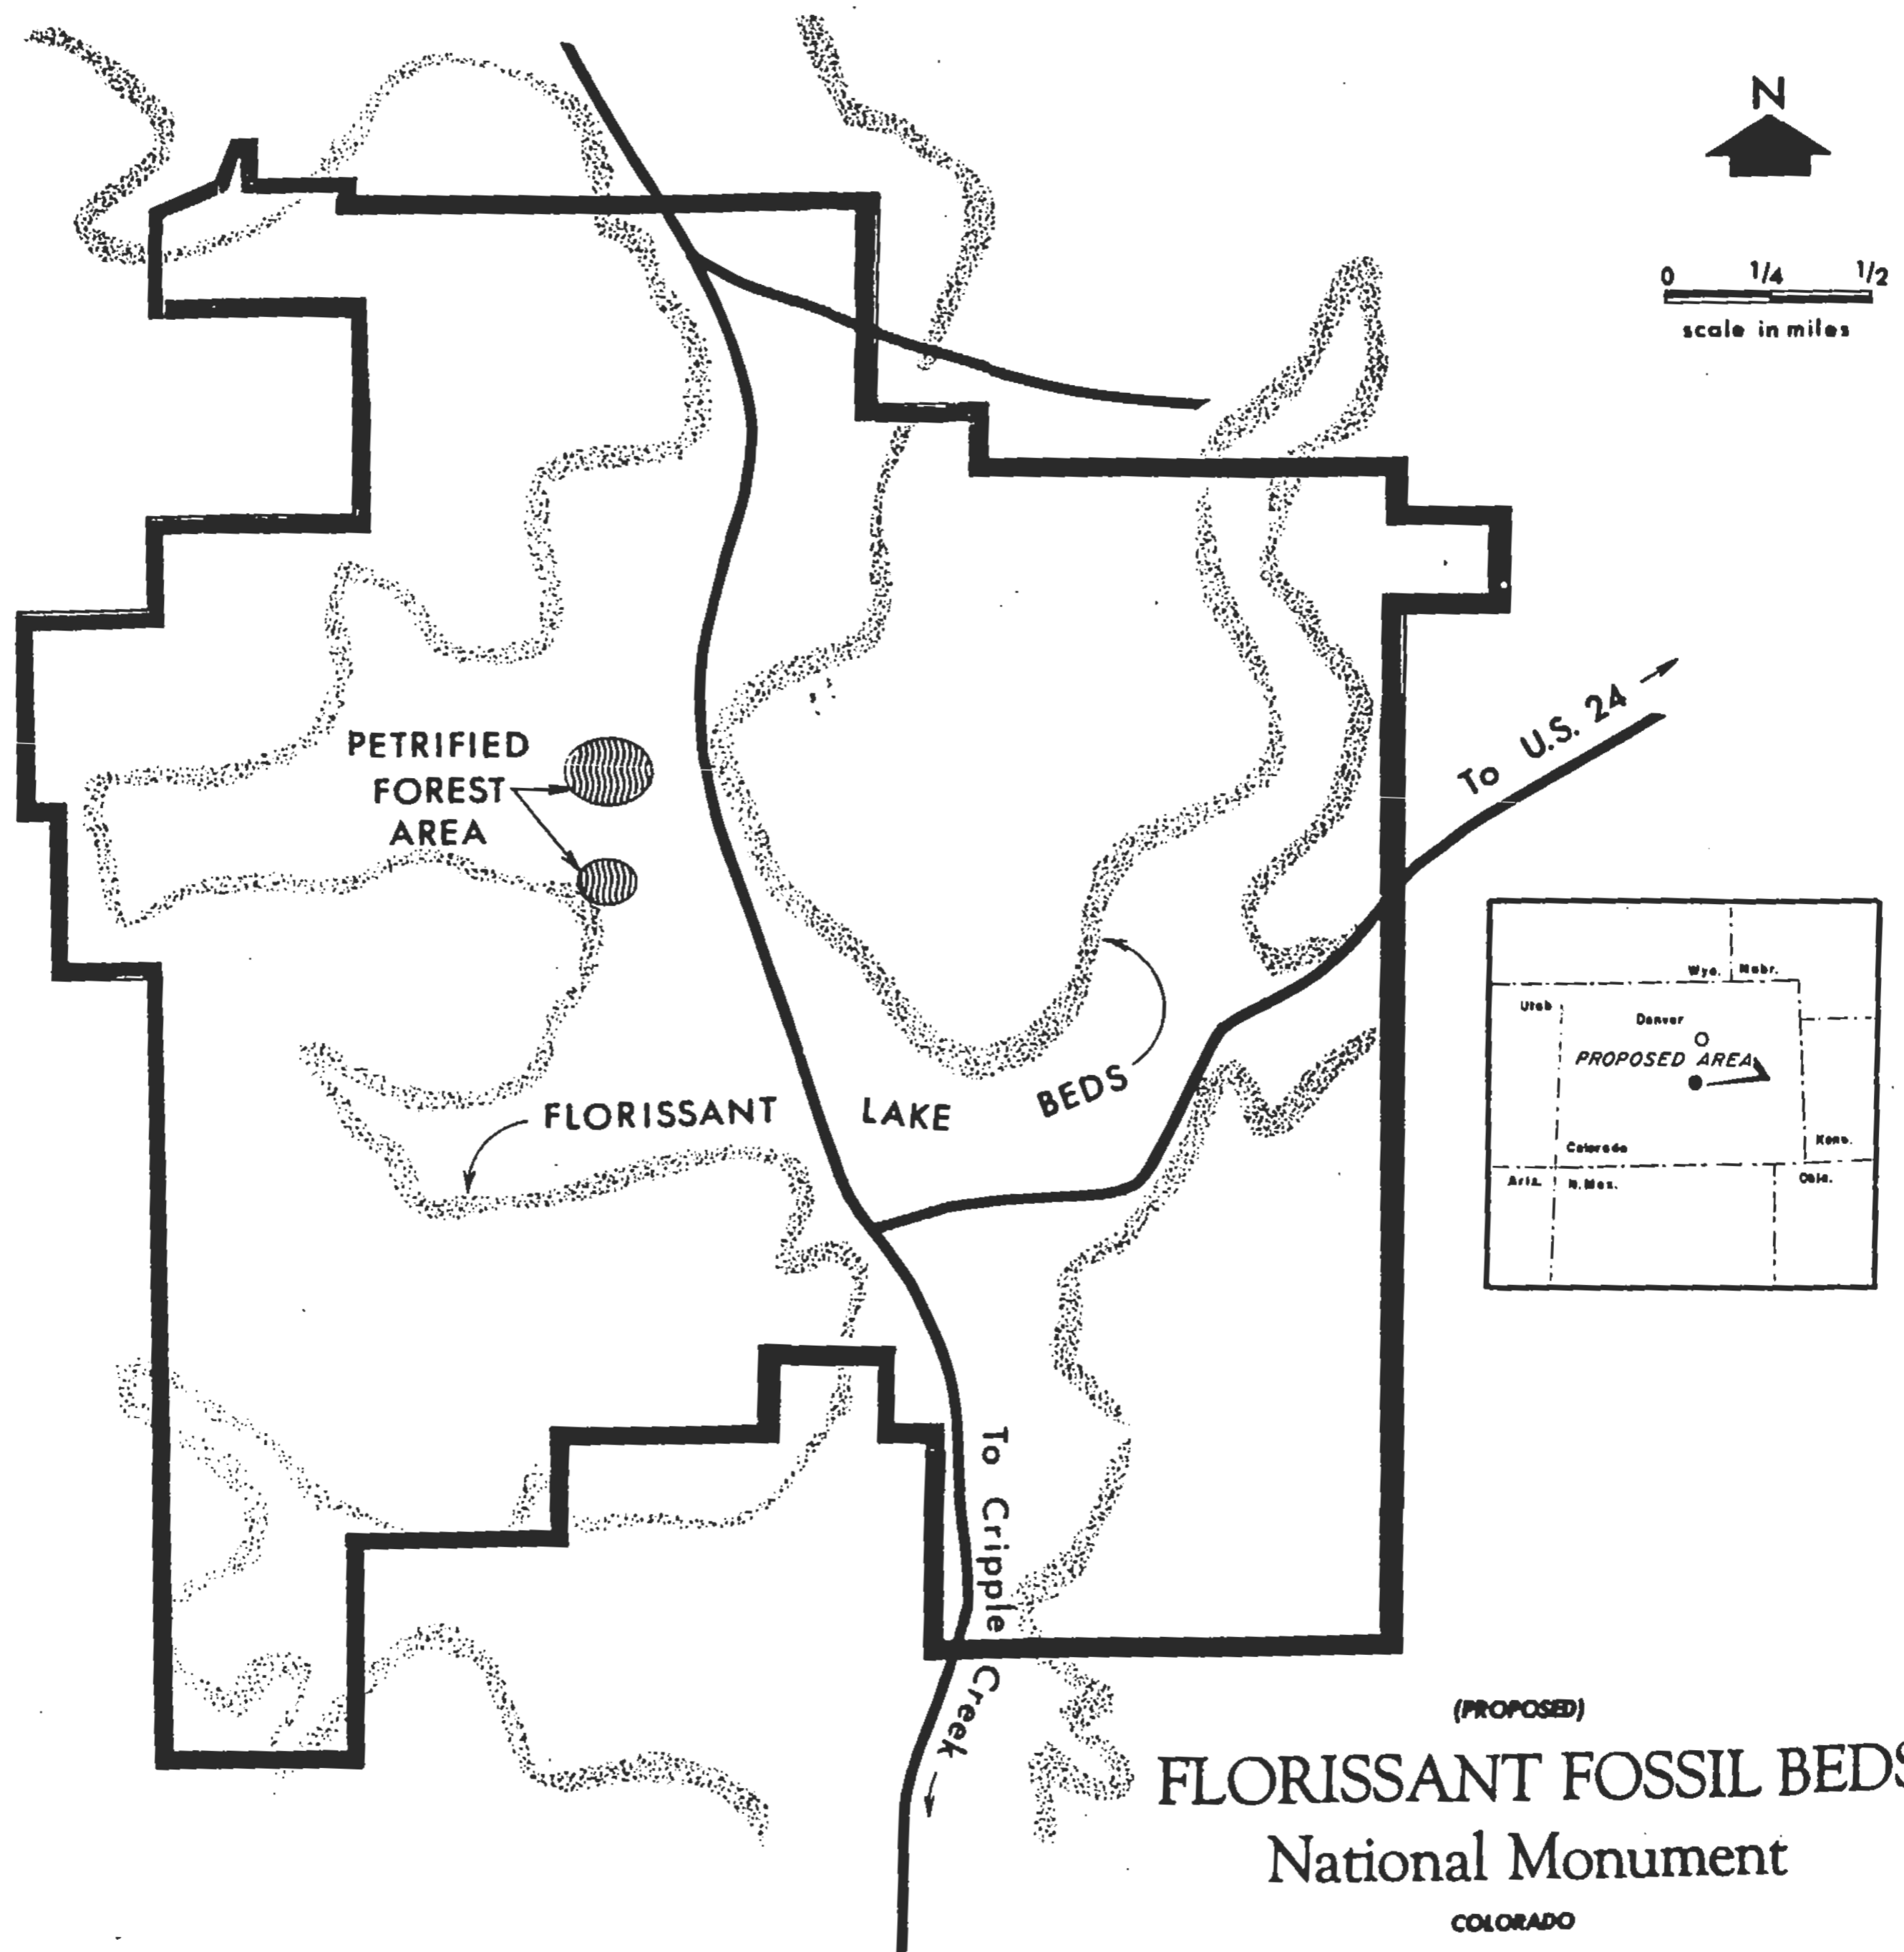 N
0 1/4 1/2
scale in miles
To U.S. 24
PETRIFIED
FOREST
AREA
FLORISSANT LAKE BEDS
To Cripple Creek
Wyo. Nebr.
Utah
Denver
PROPOSED AREA
Colorado
Kans.
Ariz. N. Mex. Okla.
(PROPOSED)
FLORISSANT FOSSIL BEDS
National Monument
COLORADO